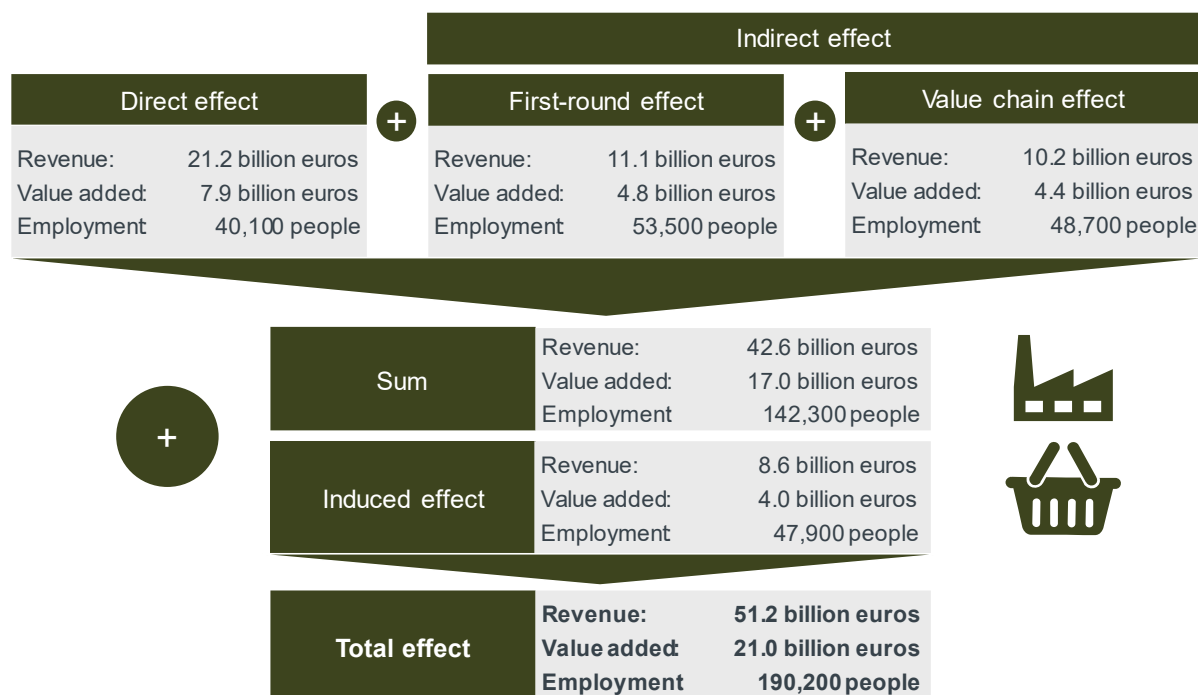 Indirect effect
Direct effect
+
First-round effect
+
Value chain effect
Revenue: 21.2 billion euros
Value added: 7.9 billion euros
Employment 40,100 people
Revenue: 11.1 billion euros
Value added: 4.8 billion euros
Employment 53,500 people
Revenue: 10.2 billion euros
Value added: 4.4 billion euros
Employment 48,700 people
+
Sum
Revenue: 42.6 billion euros
Value added: 17.0 billion euros
Employment 142,300 people
Induced effect
Revenue: 8.6 billion euros
Value added: 4.0 billion euros
Employment 47,900 people
Total effect
Revenue: 51.2 billion euros
Value added: 21.0 billion euros
Employment 190,200 people